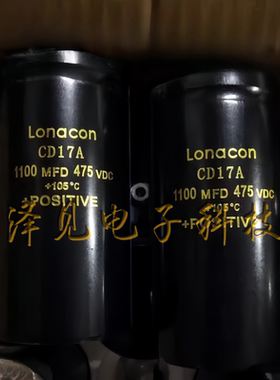 Lonacon
CD17A
1100 MFD 475 VDC
+105°C
+POSITIVE
Lonacon
CD17A
1100 MFD 475 VDC
+105°C
+POSITIVE
泽见电子科技